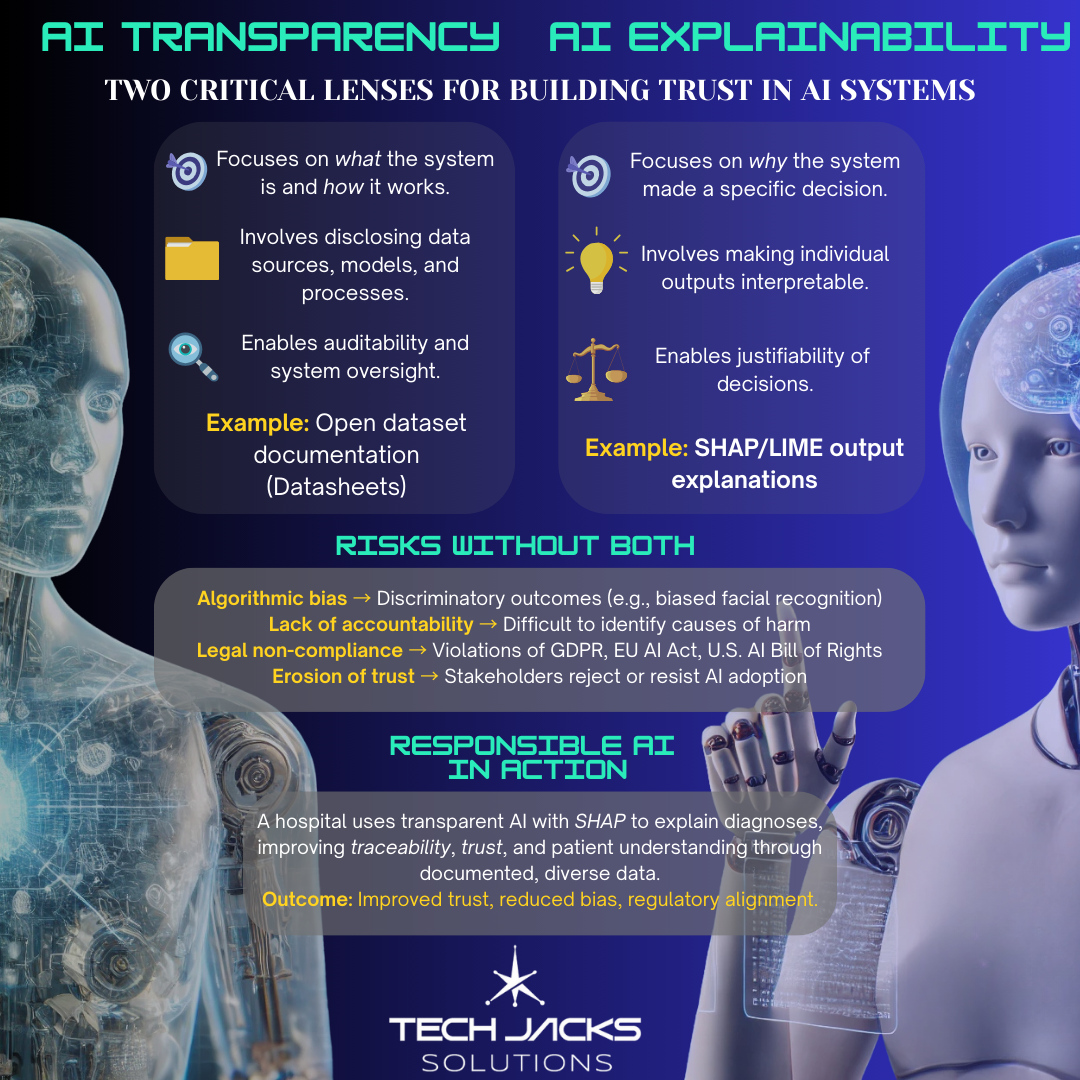 AI TRANSPARENCY
AI EXPLAINABILITY
TWO CRITICAL LENSES FOR BUILDING TRUST IN AI SYSTEMS
Focuses on what the system
is and how it works.
Involves disclosing data
sources, models, and
processes.
Enables auditability and
system oversight.
Example: Open dataset
documentation
(Datasheets)
Focuses on why the system
made a specific decision.
Involves making individual
outputs interpretable.
Enables justifiability of
decisions.
Example: SHAP/LIME output
explanations
RISKS WITHOUT BOTH
Algorithmic bias → Discriminatory outcomes (e.g., biased facial recognition)
Lack of accountability → Difficult to identify causes of harm
Legal non-compliance → Violations of GDPR, EU AI Act, U.S. AI Bill of Rights
Erosion of trust → Stakeholders reject or resist AI adoption
RESPONSIBLE AI
IN ACTION
A hospital uses transparent AI with SHAP to explain diagnoses,
improving traceability, trust, and patient understanding through
documented, diverse data.
Outcome: Improved trust, reduced bias, regulatory alignment.
TECH JACKS
SOLUTIONS